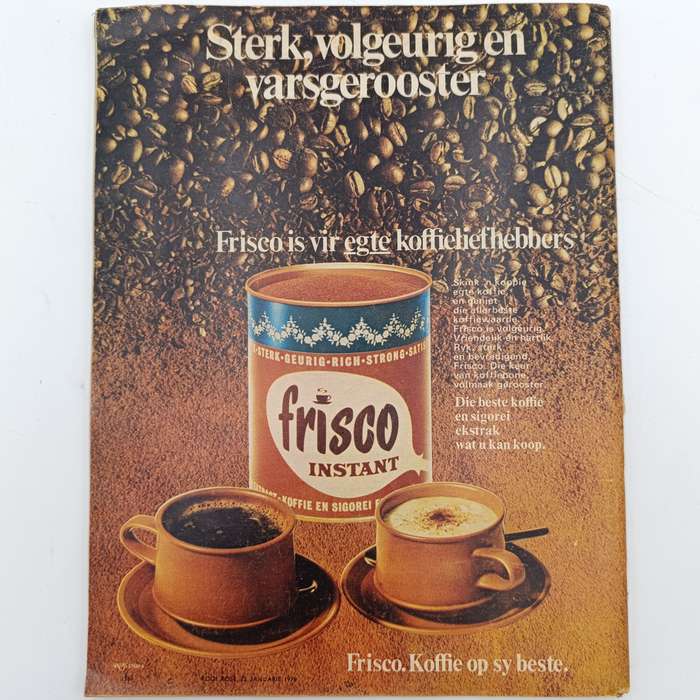 Sterk, volgeurig en
varsgerooster
Frisco is vir egte koffieliefhebbers
Skink 'n koppie
egte koffie,
en geniet
die allerbeste
koffiewaarde.
Frisco is volgeurig.
Vriendelik en hartlik.
Ryk, sterk
en bevredigend.
Frisco. Die keur
van koffiebone,
volmaak gerooster.
Die beste koffie
en sigorei
ekstrak
wat u kan koop.
STERK·GEURIG·RICH·STRONG·
frisco
INSTANT
KOFFIE EN SIGOREI
Frisco. Koffie op sy beste.
ROOI ROSE, JANUARIE